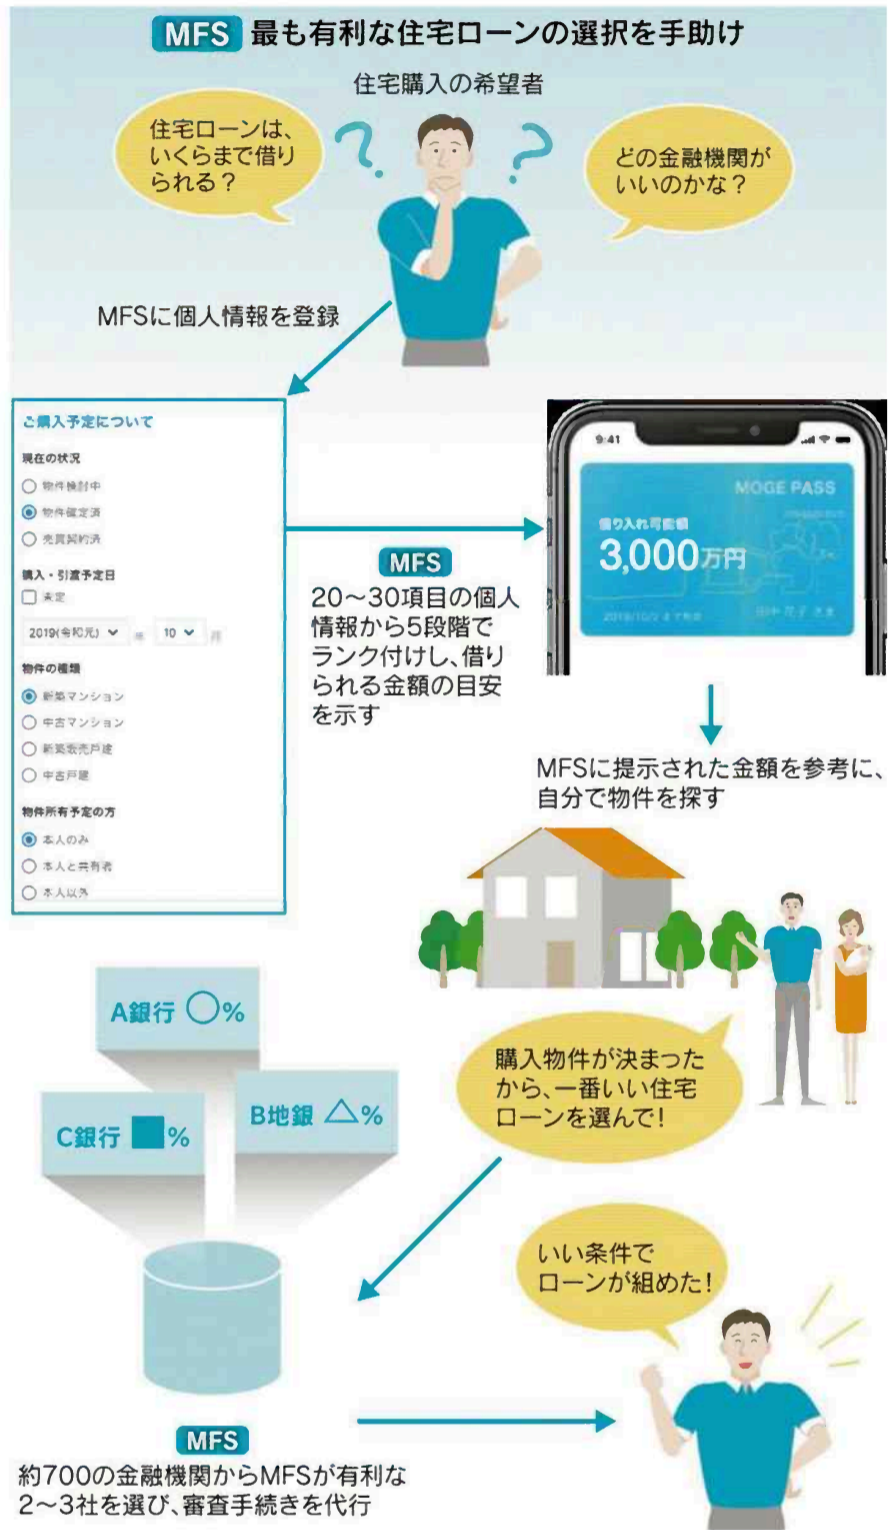 MFS 最も有利な住宅ローンの選択を手助け
住宅購入の希望者
住宅ローンは、
いくらまで借り
られる？
どの金融機関が
いいのかな？
MFSに個人情報を登録
ご購入予定について
現在の状況
物件検討中
物件確定済
売買契約済
購入・引渡予定日
未定
2019(令和元) 年 10 月
物件の種類
新築マンション
中古マンション
新築販売戸建
中古戸建
物件所有予定の方
本人のみ
本人と共有者
本人以外
MFS
20〜30項目の個人
情報から5段階で
ランク付けし、借り
られる金額の目安
を示す
9:41
MOGE PASS
借り入れ可能額
3,000万円
田中 花子 さま
MFSに提示された金額を参考に、
自分で物件を探す
購入物件が決まった
から、一番いい住宅
ローンを選んで！
A銀行 ○%
B地銀 △%
C銀行 ■%
いい条件で
ローンが組めた！
MFS
約700の金融機関からMFSが有利な
2〜3社を選び、審査手続きを代行